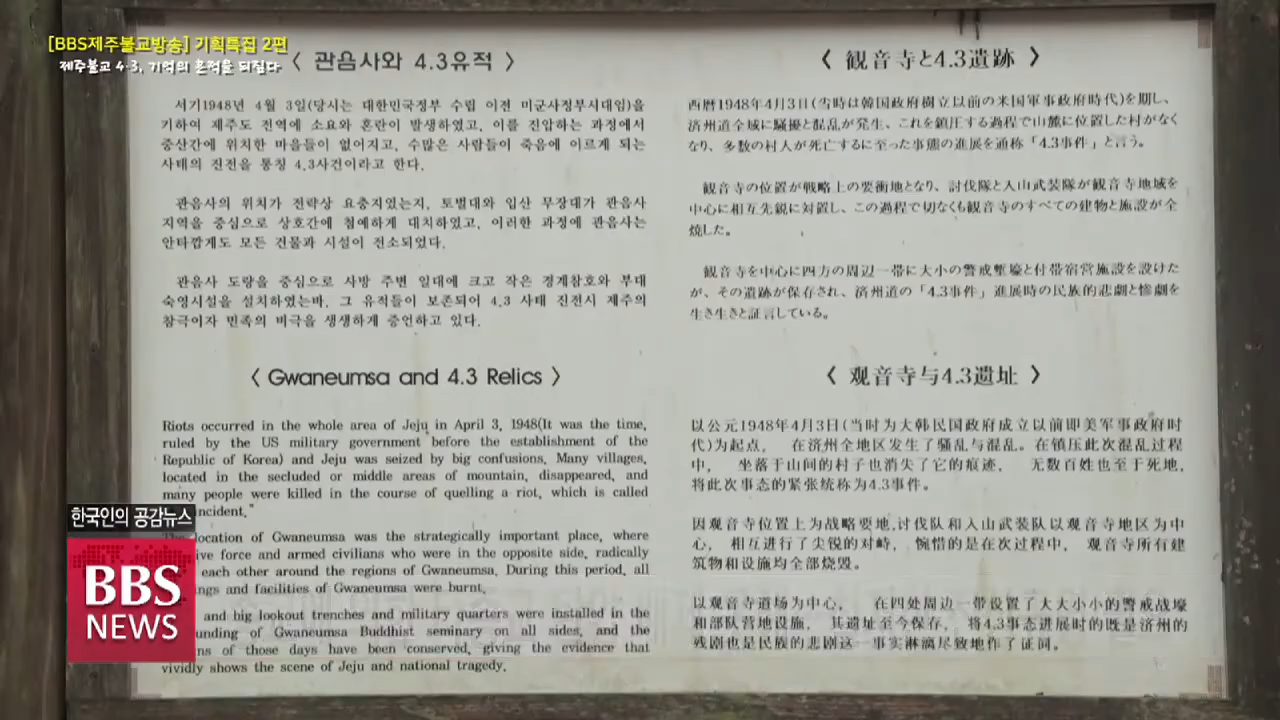 [BBS제주불교방송] 기획특집 2편
제주불교 4·3, 기억의 흔적을 되짚다
〈 관음사와 4.3유적 〉
서기1948년 4월 3일(당시는 대한민국정부 수립 이전 미군사정부시대임)을
기하여 제주도 전역에 소요와 혼란이 발생하였고, 이를 진압하는 과정에서
중산간에 위치한 마을들이 없어지고, 수많은 사람들이 죽음에 이르게 되는
사태의 진전을 통칭 4.3사건이라고 한다.
관음사의 위치가 전략상 요충지였는지, 토벌대와 입산 무장대가 관음사
지역을 중심으로 상호간에 첨예하게 대치하였고, 이러한 과정에 관음사는
안타깝게도 모든 건물과 시설이 전소되었다.
관음사 도량을 중심으로 사방 주변 일대에 크고 작은 경계참호와 부대
숙영시설을 설치하였는바, 그 유적들이 보존되어 4.3 사태 진전시 제주의
참극이자 민족의 비극을 생생하게 증언하고 있다.
〈 観音寺と4.3遺跡 〉
西暦1948年4月3日(当時は韓国政府樹立以前の米国軍事政府時代)を期し、
済州道全域に騒擾と混乱が発生、これを鎮圧する過程で山麓に位置した村がなく
なり、多数の村人が死亡するに至った事態の進展を通称「4.3事件」と言う。
観音寺の位置が戦略上の要衝地となり、討伐隊と入山武装隊が観音寺地域を
中心に相互先鋭に対置し、この過程で切なくも観音寺のすべての建物と施設が全
焼した。
観音寺を中心に四方の周辺一帯に大小の警戒塹壕と付帯宿営施設を設けた
が、その遺跡が保存され、済州道の「4.3事件」進展時の民族的悲劇と惨劇を
生き生きと証言している。
〈 Gwaneumsa and 4.3 Relics 〉
Riots occurred in the whole area of Jeju in April 3, 1948(It was the time,
ruled by the US military government before the establishment of the
Republic of Korea) and Jeju was seized by big confusions. Many villages,
located in the secluded or middle areas of mountain, disappeared, and
many people were killed in the course of quelling a riot, which is called
incident."
location of Gwaneumsa was the strategically important place, where
force and armed civilians who were in the opposite side, radically
each other around the regions of Gwaneumsa. During this period, all
and facilities of Gwaneumsa were burnt.
and big lookout trenches and military quarters were installed in the
of Gwaneumsa Buddhist seminary on all sides, and the
of those days have been conserved, giving the evidence that
vividly shows the scene of Jeju and national tragedy.
〈 观音寺与4.3遗址 〉
以公元1948年4月3日(当时为大韩民国政府成立以前即美军事政府时
代)为起点， 在济州全地区发生了骚乱与混乱。在镇压此次混乱过程
中， 坐落于山间的村子也消失了它的痕迹， 无数百姓也至于死地，
将此次事态的紧张统称为4.3事件。
因观音寺位置上为战略要地,讨伐队和入山武装队以观音寺地区为中
心， 相互进行了尖锐的对峙， 惋惜的是在次过程中， 观音寺所有建
筑物和设施均全部烧毁。
以观音寺道场为中心， 在四处周边一带设置了大大小小的警戒战壕
和部队营地设施， 其遗址至今保存， 将4.3事态进展时的既是济州的
残剧也是民族的悲剧这一事实淋漓尽致地作了证词。
한국인의 공감뉴스
BBS
NEWS